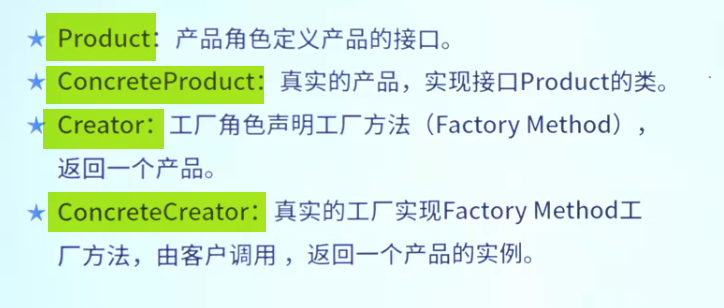 ★ Product：产品角色定义产品的接口。
★ ConcreteProduct：真实的产品，实现接口Product的类。
★ Creator：工厂角色声明工厂方法（Factory Method），
返回一个产品。
★ ConcreteCreator：真实的工厂实现Factory Method工
厂方法，由客户调用，返回一个产品的实例。